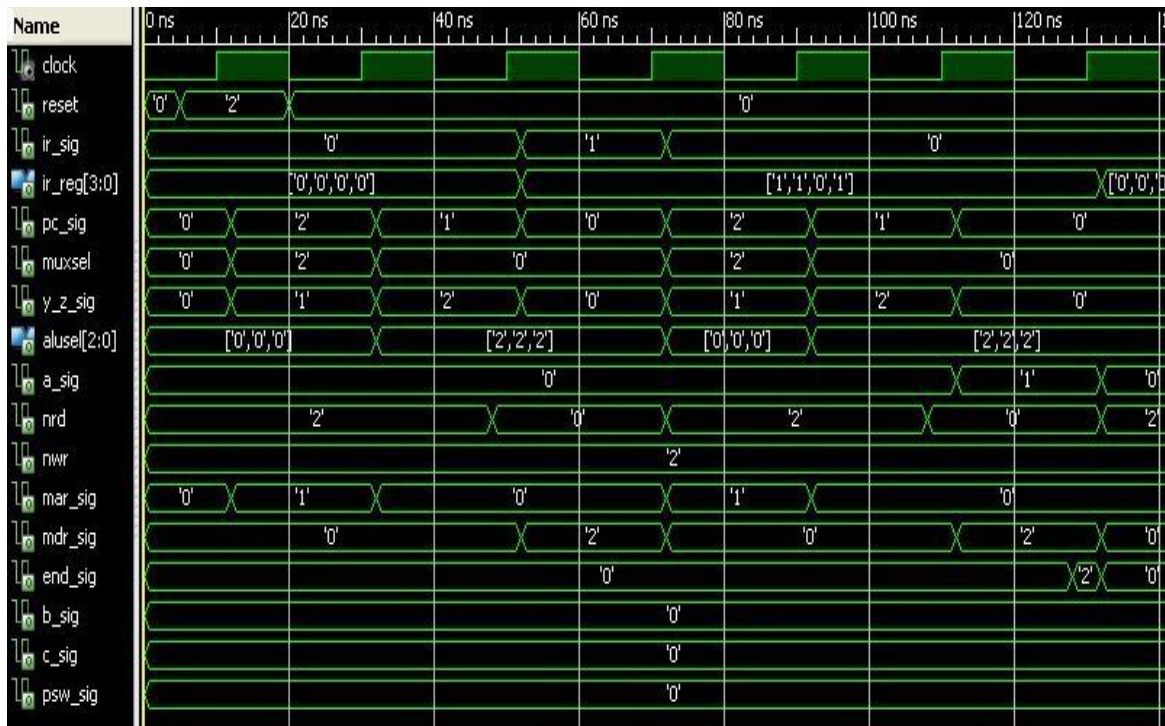 Name 0 ns 20 ns 40 ns 60 ns 80 ns 100 ns 120 ns
clock
reset '0' '2' '0'
ir_sig '0' '1' '0'
ir_reg[3:0] ['0','0','0','0'] ['1','1','0','1'] ['0','0',
pc_sig '0' '2' '1' '0' '2' '1' '0'
muxsel '0' '2' '0' '2' '0'
y_z_sig '0' '1' '2' '0' '1' '2' '0'
alusel[2:0] ['0','0','0'] ['2','2','2'] ['0','0','0'] ['2','2','2']
a_sig '0' '1' '0'
nrd '2' '0' '2' '0' '2'
nwr '2'
mar_sig '0' '1' '0' '1' '0'
mdr_sig '0' '2' '0' '2' '0'
end_sig '0' '2' '0'
b_sig '0'
c_sig '0'
psw_sig '0'